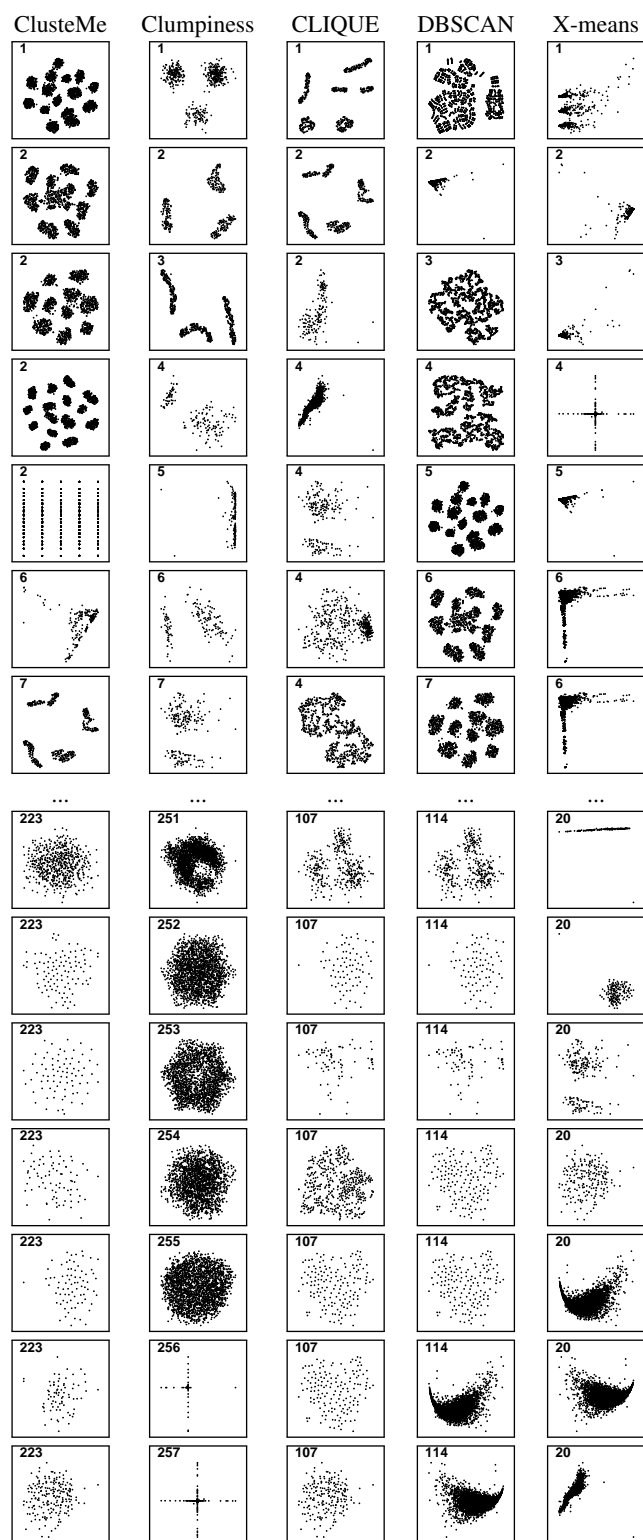 ClusteMe Clumpiness CLIQUE DBSCAN X-means
1 1 1 1 1
2 2 2 2 2
2 3 2 3 3
2 4 4 4 4
2 5 4 5 5
6 6 4 6 6
7 7 4 7 6
... ... ... ... ...
223 251 107 114 20
223 252 107 114 20
223 253 107 114 20
223 254 107 114 20
223 255 107 114 20
223 256 107 114 20
223 257 107 114 20